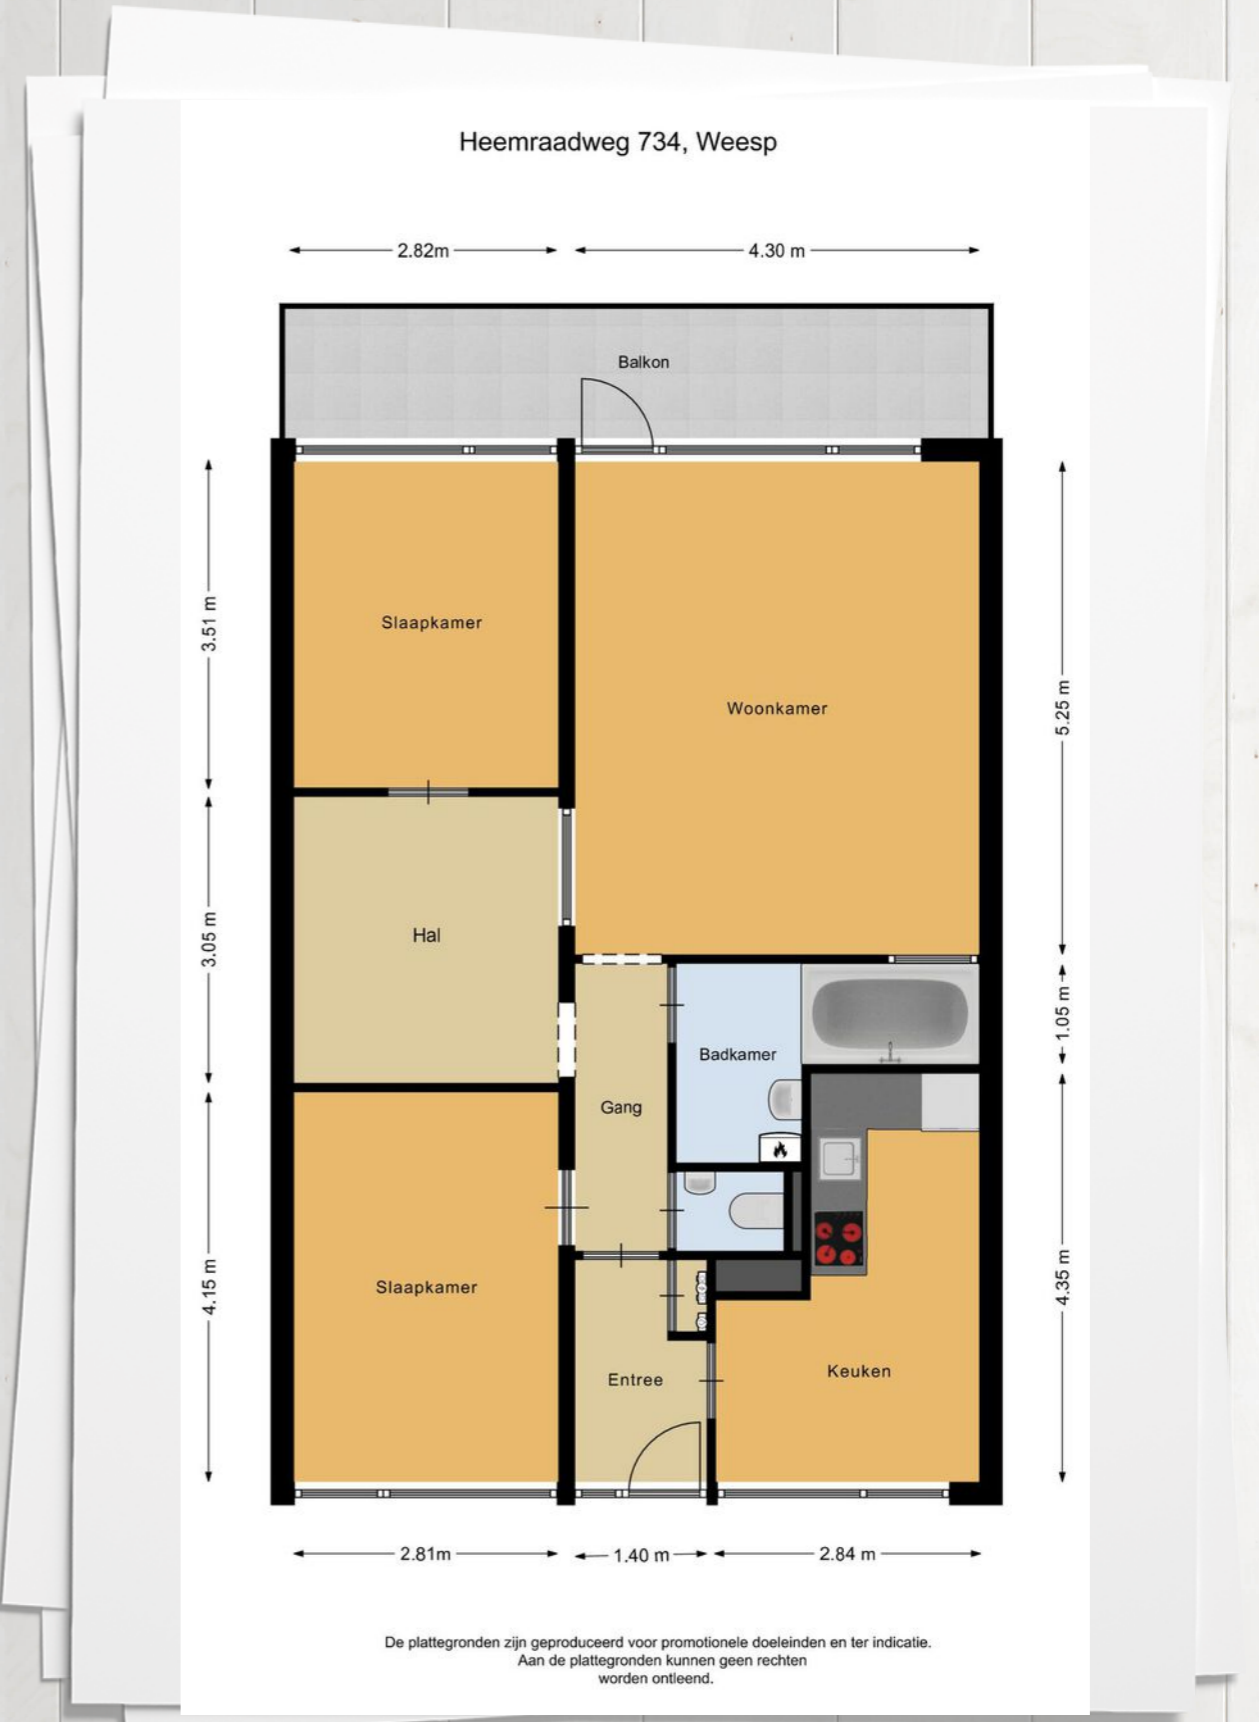 Heemraadweg 734, Weesp
2.82m
4.30 m
Balkon
3.51 m
Slaapkamer
Woonkamer
5.25 m
3.05 m
Hal
1.05 m
Badkamer
Gang
4.15 m
Slaapkamer
4.35 m
Keuken
Entree
2.81m
1.40 m
2.84 m
De plattegronden zijn geproduceerd voor promotionele doeleinden en ter indicatie.
Aan de plattegronden kunnen geen rechten
worden ontleend.